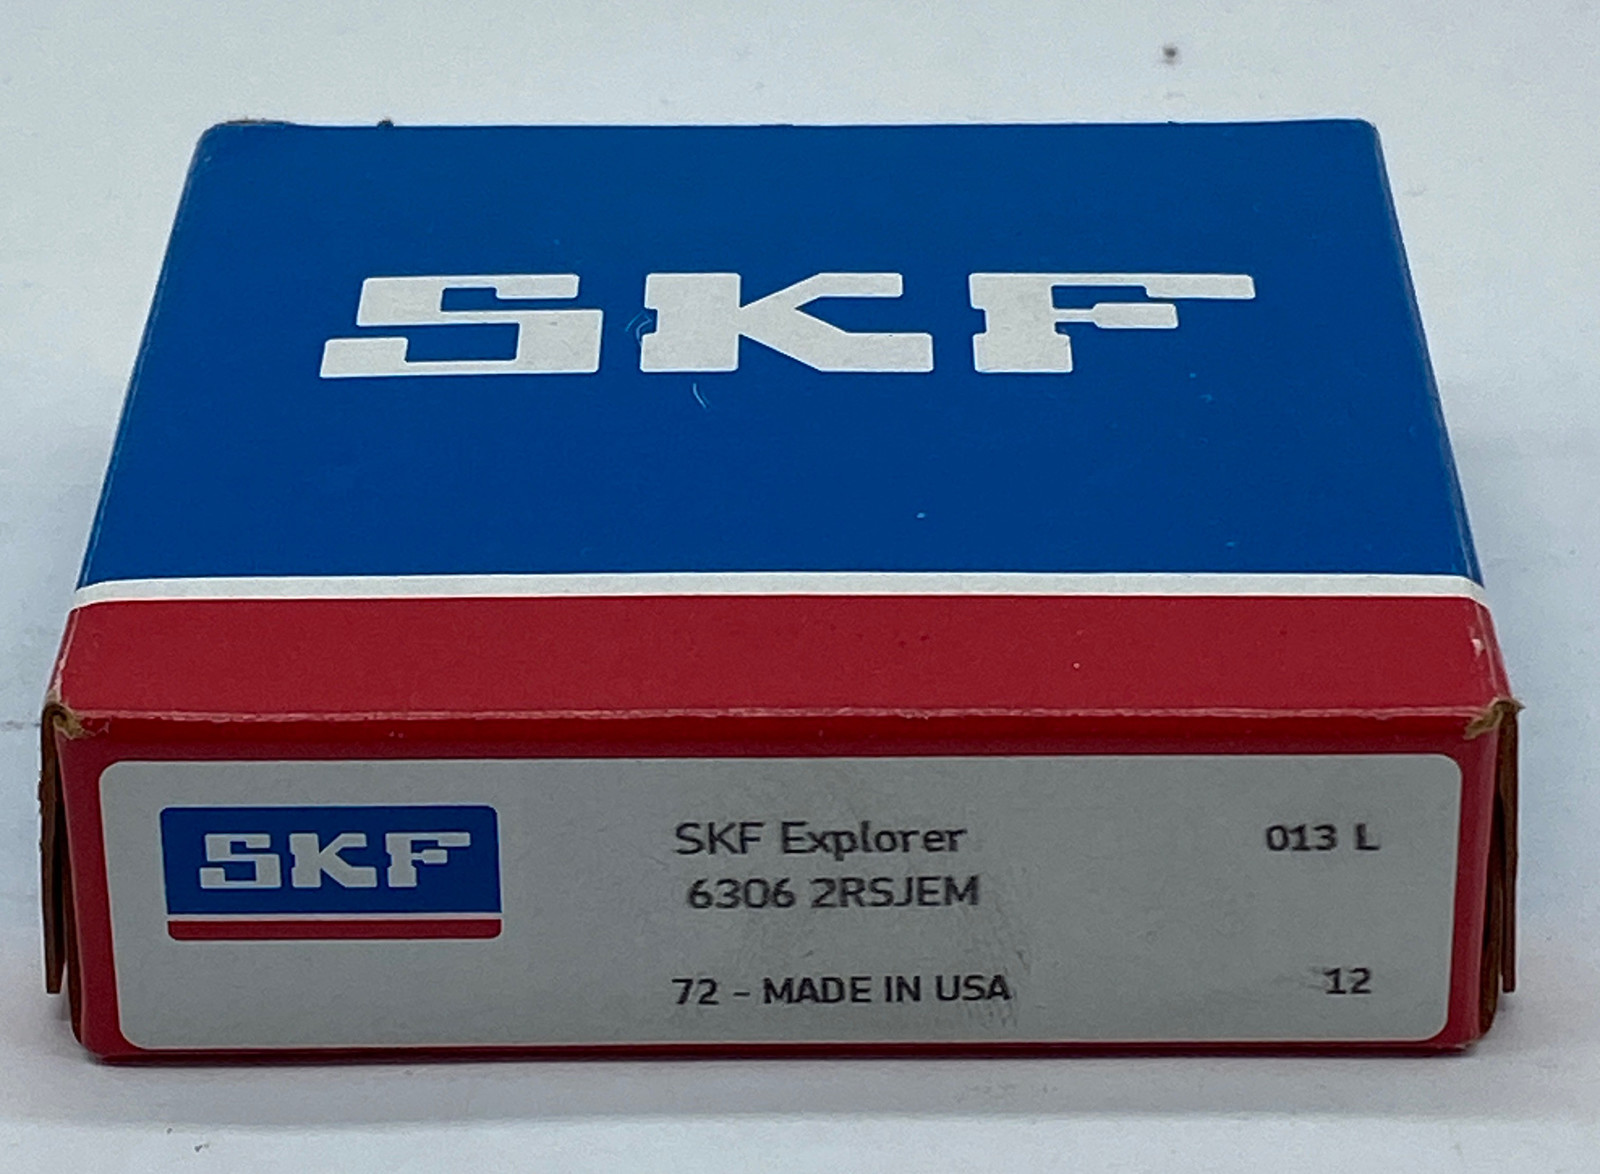 SKF
SKF
SKF Explorer
013 L
6306 2RSJEM
72 - MADE IN USA
12